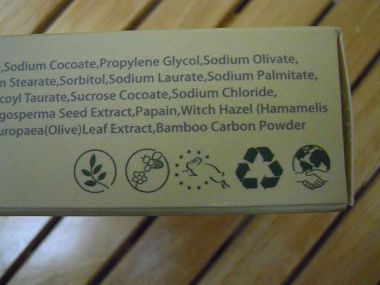 ,Sodium Cocoate,Propylene Glycol,Sodium Olivate,
m Stearate,Sorbitol,Sodium Laurate,Sodium Palmitate,
coyl Taurate,Sucrose Cocoate,Sodium Chloride,
gosperma Seed Extract,Papain,Witch Hazel (Hamamelis
uropaea(Olive)Leaf Extract,Bamboo Carbon Powder